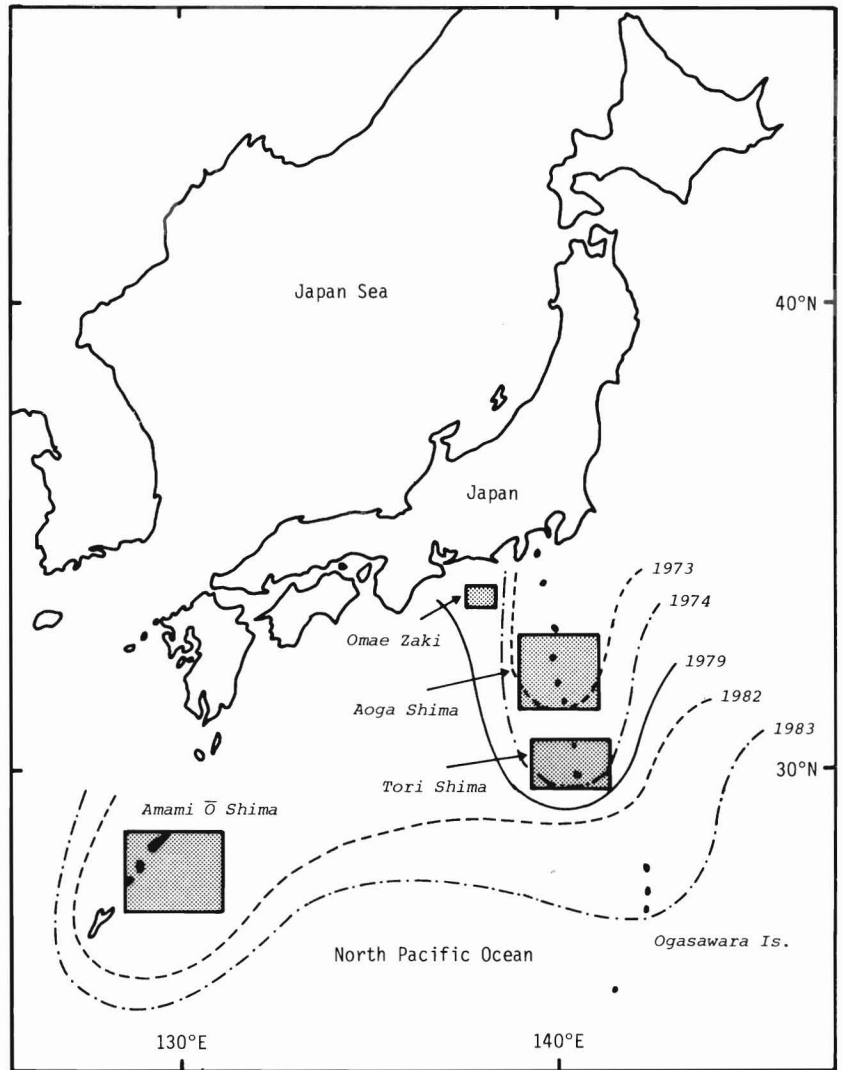 Japan Sea
40°N
Japan
1973
1974
Omae Zaki
1979
Aoga Shima
1982
1983
30°N
Tori Shima
Amami Ō Shima
Ogasawara Is.
North Pacific Ocean
130°E
140°E